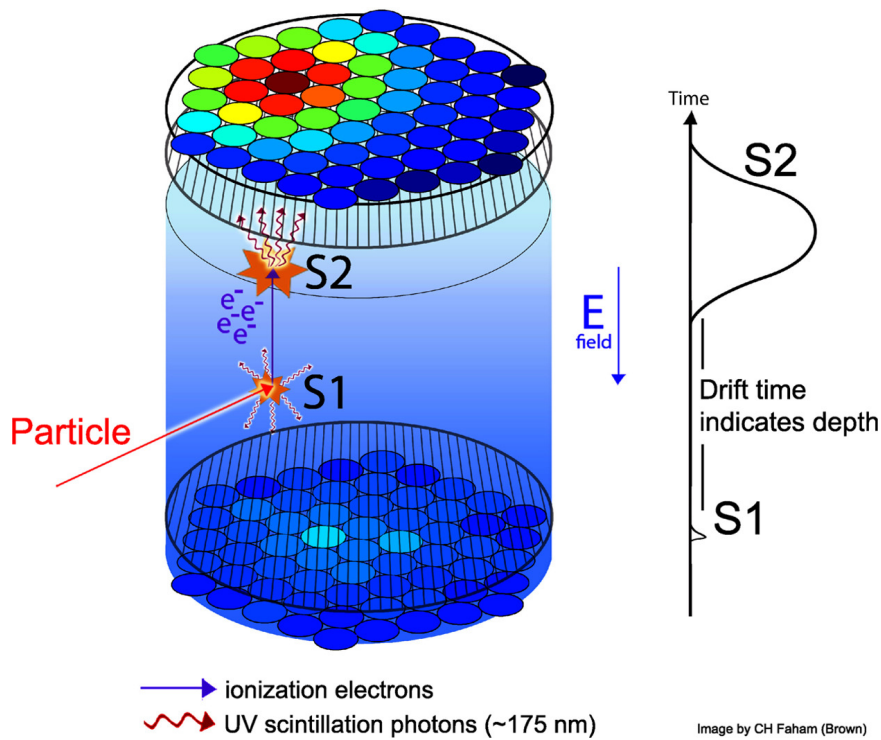 Time
S2
S2
e-
e-e-
e-
E
field
S1
Drift time
indicates depth
Particle
S1
ionization electrons
UV scintillation photons (~175 nm)
Image by CH Faham (Brown)